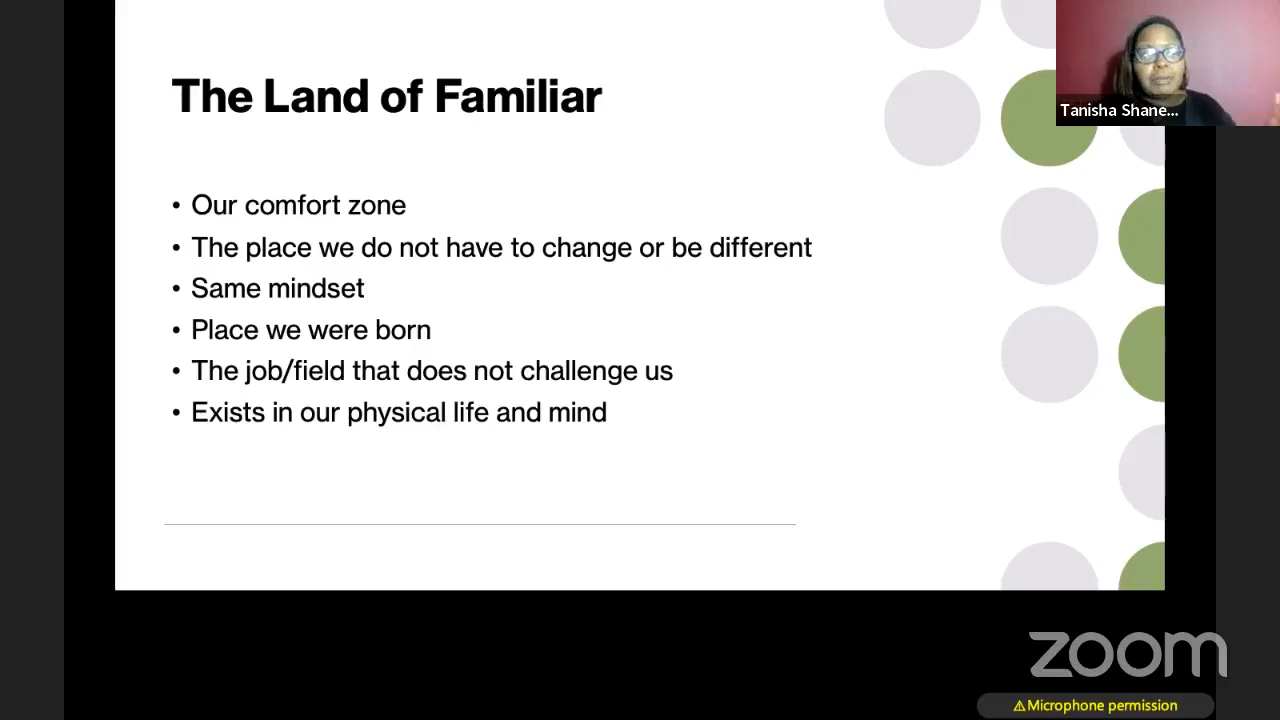 The Land of Familiar
Tanisha Shane...
• Our comfort zone
• The place we do not have to change or be different
• Same mindset
• Place we were born
• The job/field that does not challenge us
• Exists in our physical life and mind
zoom
⚠Microphone permission